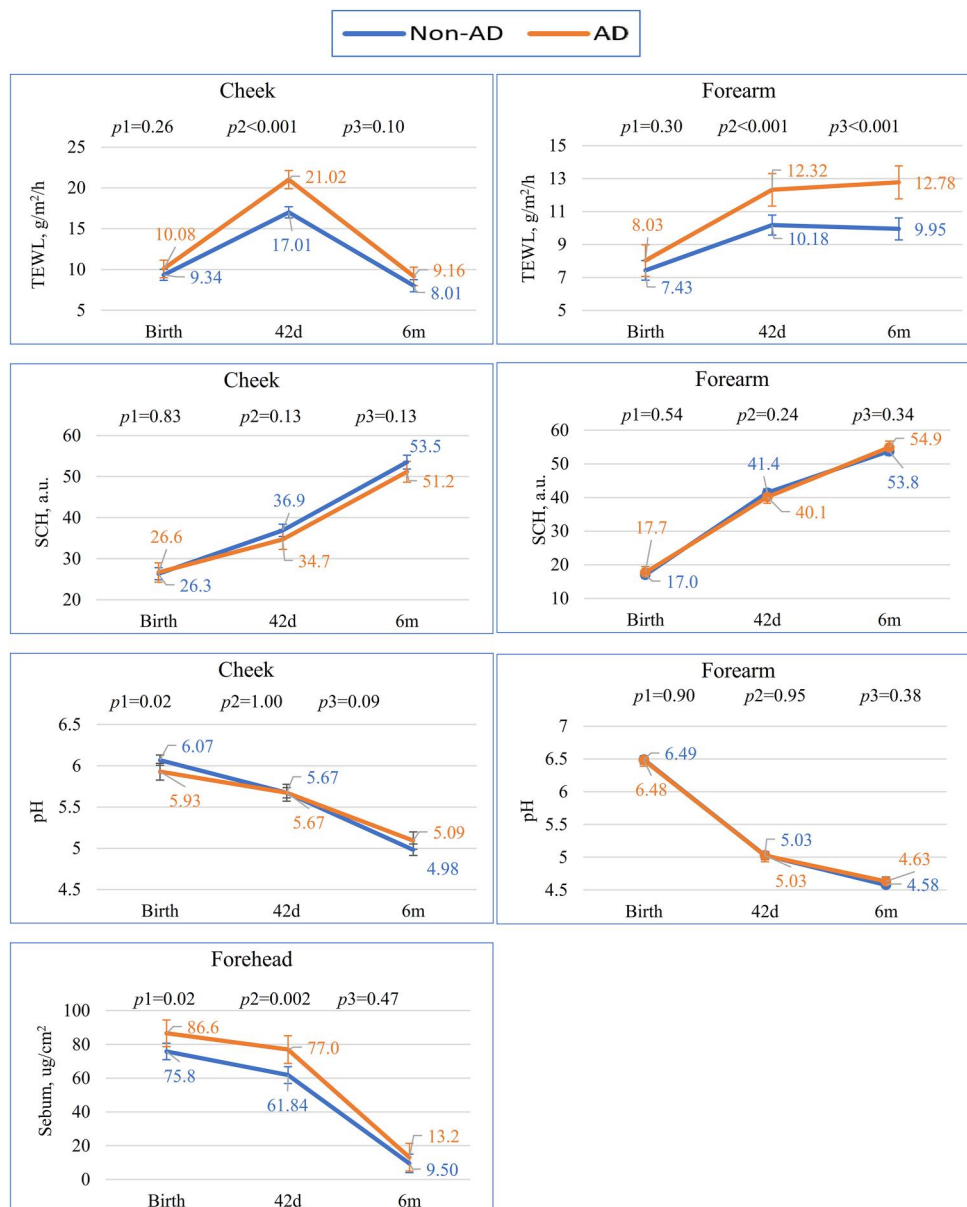 Non-AD AD
Cheek
p1=0.26 p2<0.001 p3=0.10
TEWL, g/m²/h
25
20
15
10
5
10.08
9.34
21.02
17.01
9.16
8.01
Birth 42d 6m
Forearm
p1=0.30 p2<0.001 p3<0.001
TEWL, g/m²/h
15
13
11
9
7
5
8.03
7.43
12.32
10.18
12.78
9.95
Birth 42d 6m
Cheek
p1=0.83 p2=0.13 p3=0.13
SCH, a.u.
60
50
40
30
20
26.6
26.3
36.9
34.7
53.5
51.2
Birth 42d 6m
Forearm
p1=0.54 p2=0.24 p3=0.34
SCH, a.u.
60
50
40
30
20
10
17.7
17.0
41.4
40.1
54.9
53.8
Birth 42d 6m
Cheek
p1=0.02 p2=1.00 p3=0.09
pH
6.5
6
5.5
5
4.5
6.07
5.93
5.67
5.67
5.09
4.98
Birth 42d 6m
Forearm
p1=0.90 p2=0.95 p3=0.38
pH
7
6.5
6
5.5
5
4.5
6.49
6.48
5.03
5.03
4.63
4.58
Birth 42d 6m
Forehead
p1=0.02 p2=0.002 p3=0.47
Sebum, ug/cm²
100
80
60
40
20
0
86.6
75.8
77.0
61.84
13.2
9.50
Birth 42d 6m